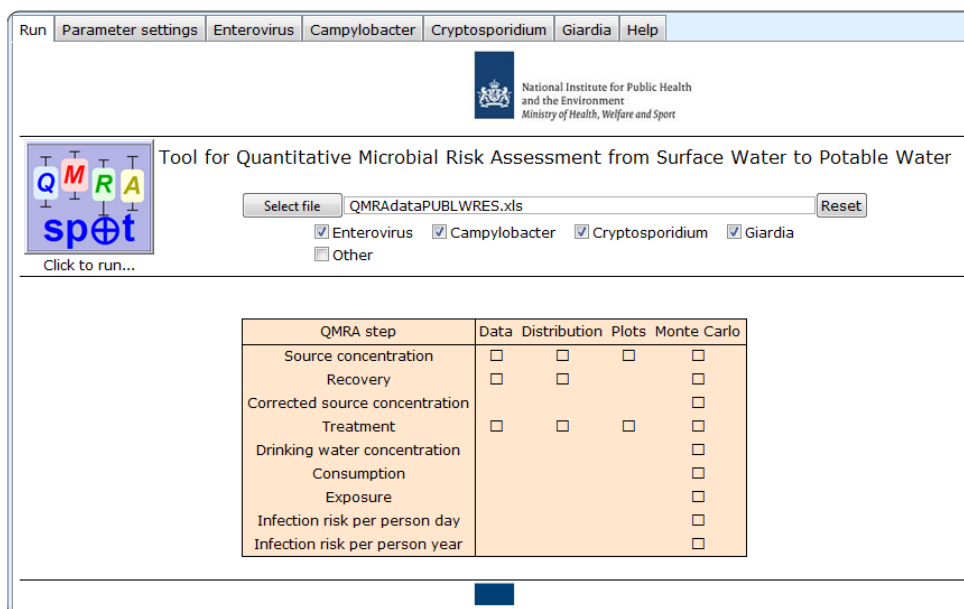 Run Parameter settings Enterovirus Campylobacter Cryptosporidium Giardia Help
National Institute for Public Health
and the Environment
Ministry of Health, Welfare and Sport
Q M R A
spot
Click to run...
Tool for Quantitative Microbial Risk Assessment from Surface Water to Potable Water
Select file QMRAdataPUBLWRES.xls Reset
Enterovirus Campylobacter Cryptosporidium Giardia
Other
QMRA step Data Distribution Plots Monte Carlo
Source concentration
Recovery
Corrected source concentration
Treatment
Drinking water concentration
Consumption
Exposure
Infection risk per person day
Infection risk per person year